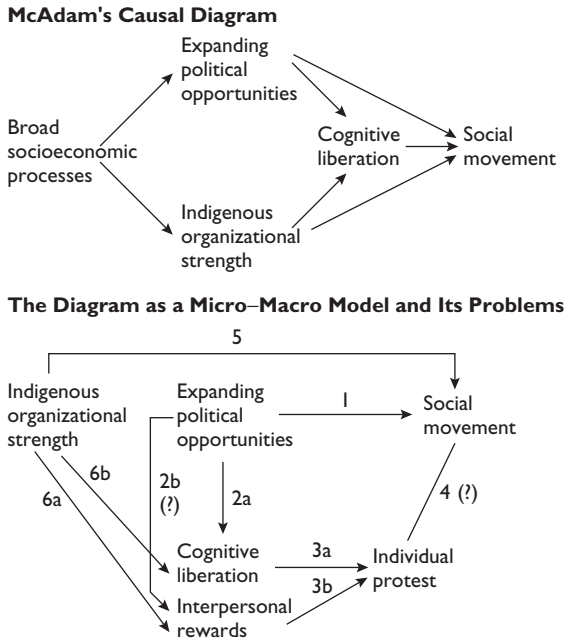 McAdam's Causal Diagram
Expanding
political
opportunities
Broad
socioeconomic
processes
Cognitive
liberation
Social
movement
Indigenous
organizational
strength
The Diagram as a Micro–Macro Model and Its Problems
5
Indigenous
organizational
strength
Expanding
political
opportunities
1
Social
movement
6b
6a
2b
(?)
2a
4 (?)
Cognitive
liberation
3a
Individual
protest
3b
Interpersonal
rewards